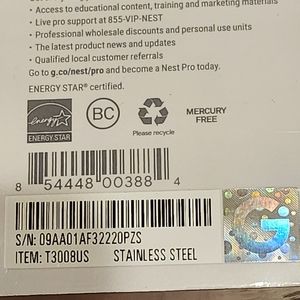 • Access to educational content, training and marketing materials
• Live pro support at 855-VIP-NEST
• Professional wholesale discounts and personal use units
• The latest product news and updates
• Qualified local customer referrals
Go to g.co/nest/pro and become a Nest Pro today.
ENERGY STAR® certified.
energy
ENERGY STAR
BC
Please recycle
MERCURY
FREE
8 54448 00388 4
S/N: 09AA01AF32220PZS
ITEM: T3008US STAINLESS STEEL
G